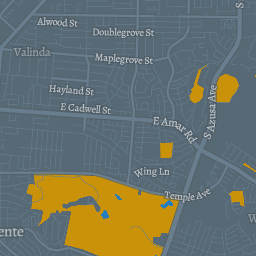 Alwood St
S
Doublegrove St
Valinda
Maplegrove St
Hayland St
S Azusa Ave
E Cadwell St
E Amar Rd
Wing Ln
Temple Ave
W
ente